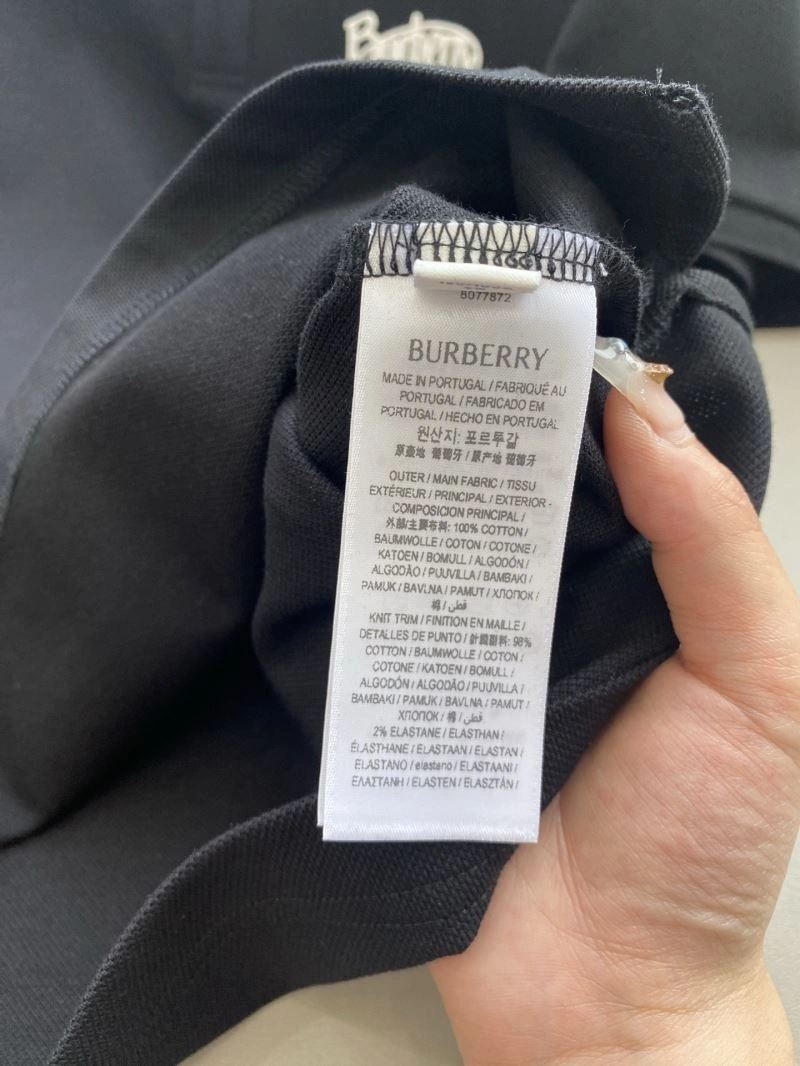 8077872
BURBERRY
MADE IN PORTUGAL / FABRIQUÉ AU
PORTUGAL / FABRICADO EM
PORTUGAL / HECHO EN PORTUGAL
원산지: 포르투갈
原產地 葡萄牙 / 原产地 葡萄牙
OUTER / MAIN FABRIC / TISSU
EXTÉRIEUR / PRINCIPAL / EXTERIOR -
COMPOSICION PRINCIPAL /
外部/主要布料: 100% COTTON /
BAUMWOLLE / COTON / COTONE /
KATOEN / BOMULL / ALGODÓN /
ALGODÃO / PUUVILLA / BAMBAKI /
PAMUK / BAVLNA / PAMUT / ХЛОПОК /
棉 / قطن /
KNIT TRIM / FINITION EN MAILLE /
DETALLES DE PUNTO / 針織副料: 98%
COTTON / BAUMWOLLE / COTON /
COTONE / KATOEN / BOMULL /
ALGODÓN / ALGODÃO / PUUVILLA /
BAMBAKI / PAMUK / BAVLNA / PAMUT /
ХЛОПОК / 棉 / قطن /
2% ELASTANE / ELASTHAN /
ÉLASTHANE / ELASTAAN / ELASTAN /
ELASTANO / elastano / ELASTAANI /
ΕΛΑΣΤΑΝΗ / ELASTEN / ELASZTÁN /